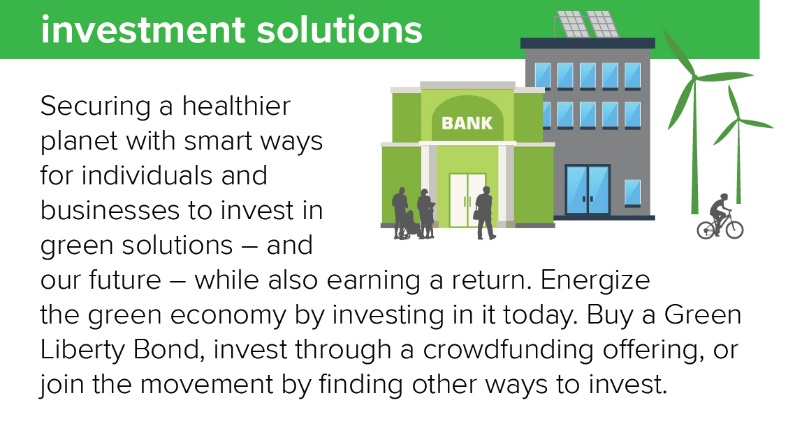 investment solutions
BANK
Securing a healthier
planet with smart ways
for individuals and
businesses to invest in
green solutions – and
our future – while also earning a return. Energize
the green economy by investing in it today. Buy a Green
Liberty Bond, invest through a crowdfunding offering, or
join the movement by finding other ways to invest.